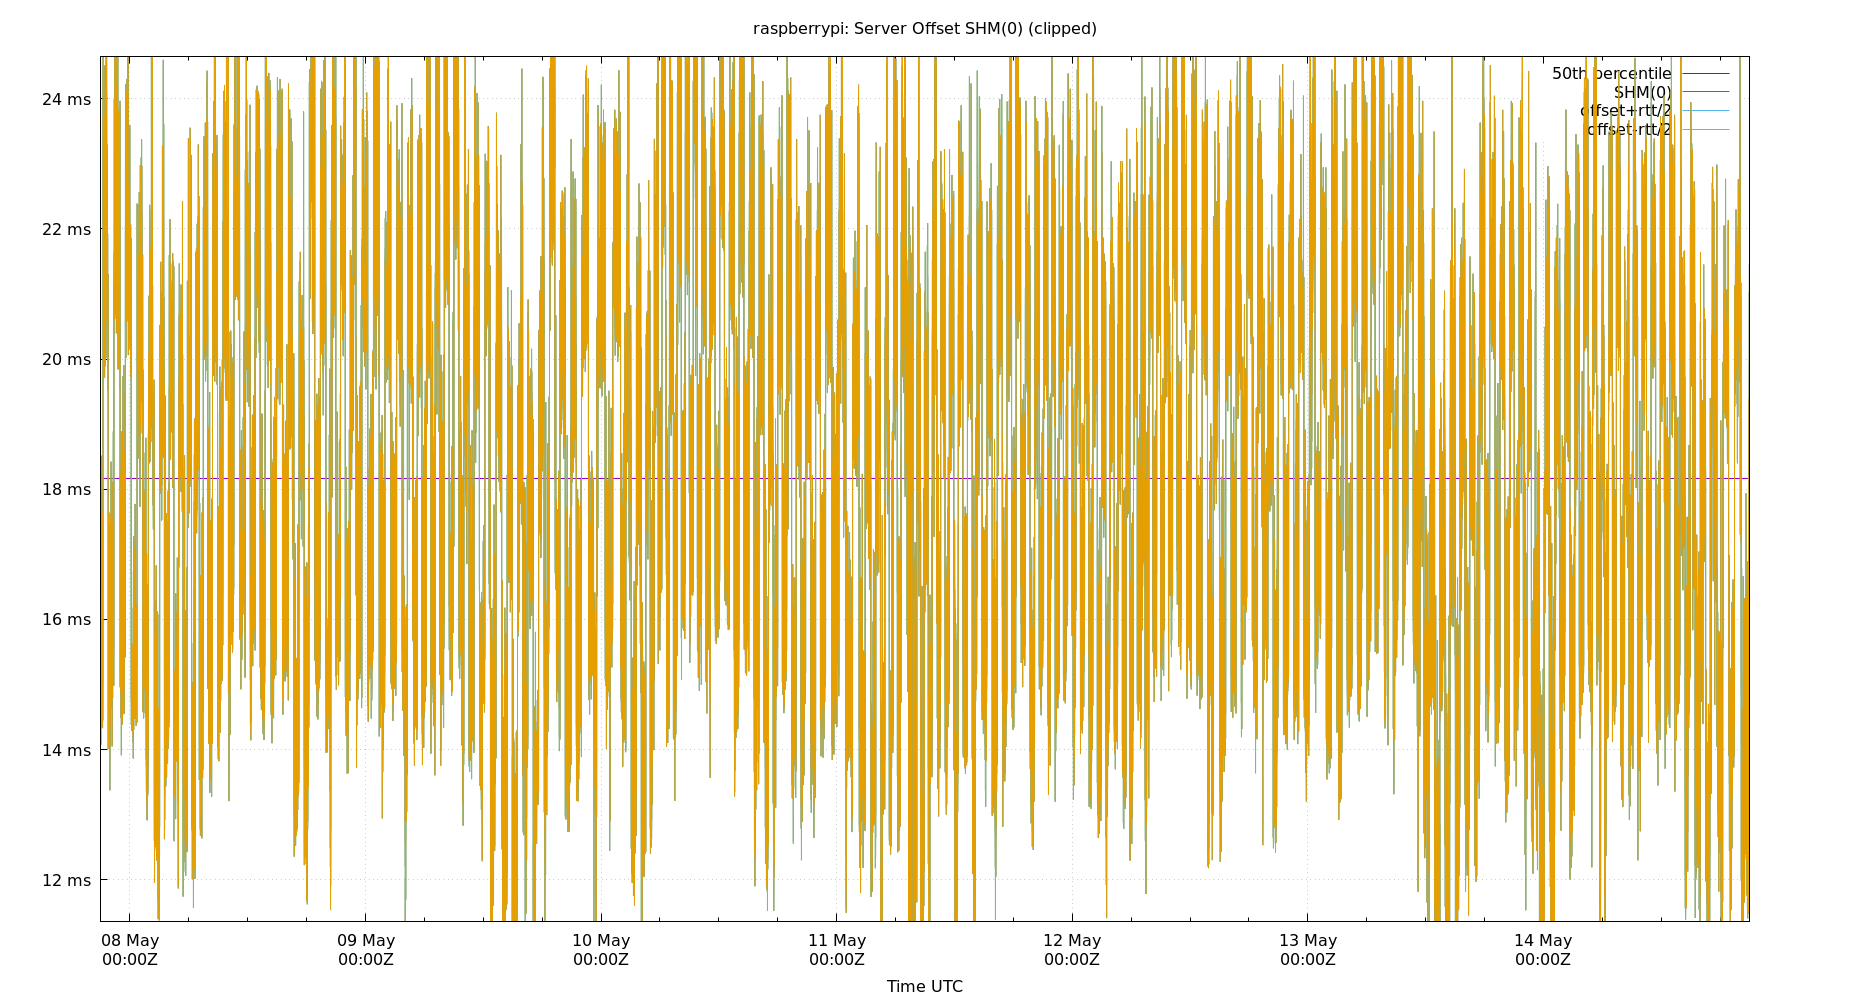 raspberrypi: Server Offset SHM(0) (clipped)
50th percentile
SHM(0)
offset+rtt/2
offset-rtt/2
24 ms
22 ms
20 ms
18 ms
16 ms
14 ms
12 ms
08 May 09 May 10 May 11 May 12 May 13 May 14 May
00:00Z 00:00Z 00:00Z 00:00Z 00:00Z 00:00Z 00:00Z
Time UTC